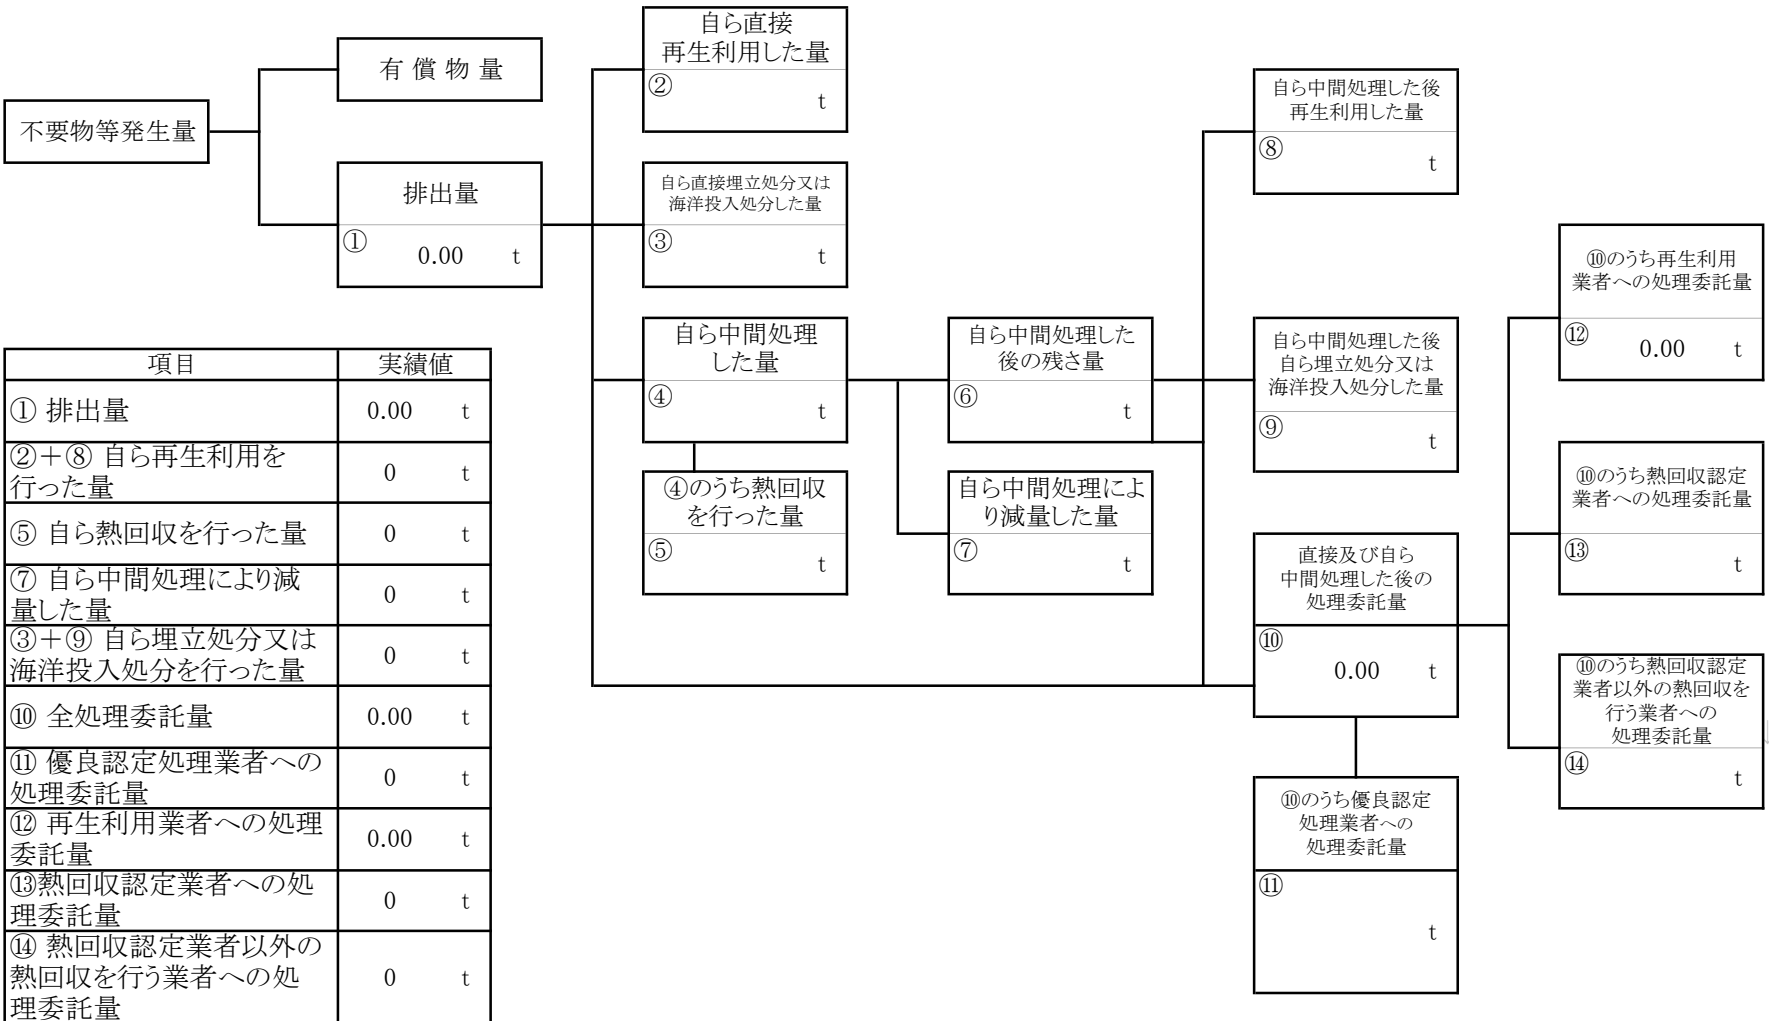 自ら直接
再生利用した量
②
t
有 償 物 量
不要物等発生量
排出量
①
0.00 t
自ら直接埋立処分又は
海洋投入処分した量
③
t
自ら中間処理した後
再生利用した量
⑧
t
⑩のうち再生利用
業者への処理委託量
⑫
0.00 t
自ら中間処理
した量
④
t
自ら中間処理した
後の残さ量
⑥
t
自ら中間処理した後
自ら埋立処分又は
海洋投入処分した量
⑨
t
④のうち熱回収
を行った量
⑤
t
自ら中間処理によ
り減量した量
⑦
t
⑩のうち熱回収認定
業者への処理委託量
⑬
t
直接及び自ら
中間処理した後の
処理委託量
⑩
0.00 t
⑩のうち熱回収認定
業者以外の熱回収を
行う業者への
処理委託量
⑭
t
⑩のうち優良認定
処理業者への
処理委託量
⑪
t
項目 実績値
① 排出量 0.00 t
②+⑧ 自ら再生利用を
行った量 0 t
⑤ 自ら熱回収を行った量 0 t
⑦ 自ら中間処理により減
量した量 0 t
③+⑨ 自ら埋立処分又は
海洋投入処分を行った量 0 t
⑩ 全処理委託量 0.00 t
⑪ 優良認定処理業者への
処理委託量 0 t
⑫ 再生利用業者への処理
委託量 0.00 t
⑬熱回収認定業者への処
理委託量 0 t
⑭ 熱回収認定業者以外の
熱回収を行う業者への処
理委託量 0 t